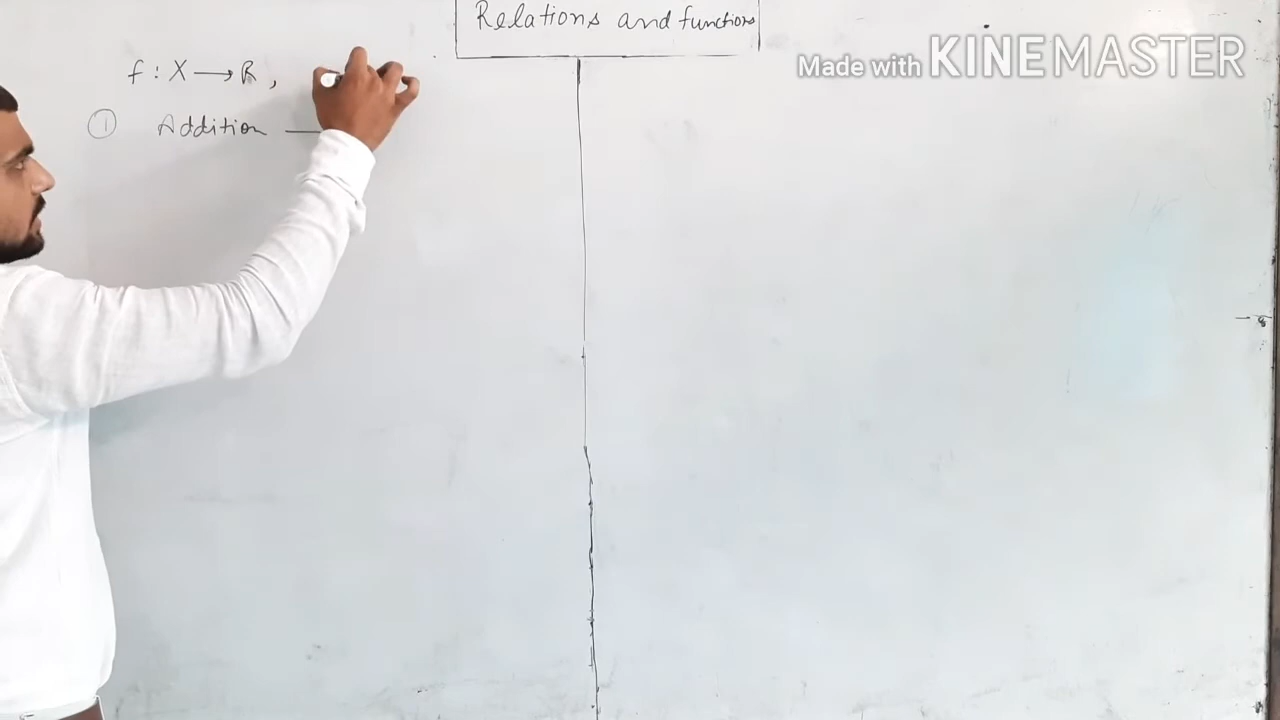 Relations and functions
Made with KINEMASTER
f : X → R,
① Addition —